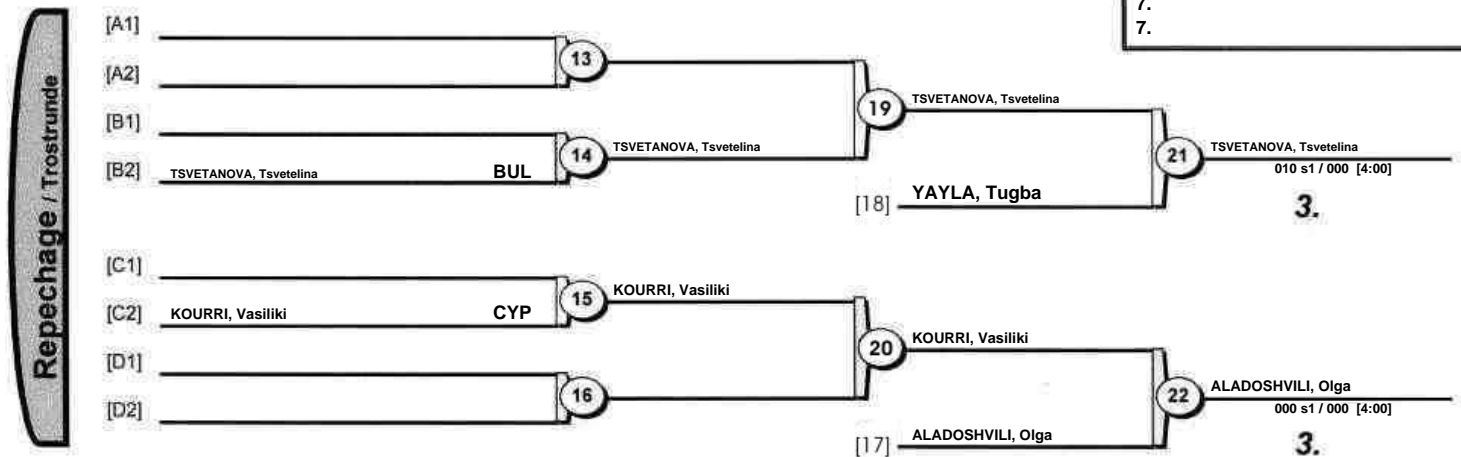 7.
7.
Repechage / Trostrunde
[A1]
13
[A2]
19
TSVETANOVA, Tsvetelina
[B1]
14
TSVETANOVA, Tsvetelina
21
TSVETANOVA, Tsvetelina
[B2]
TSVETANOVA, Tsvetelina BUL
010 s1 / 000 [4:00]
[18] YAYLA, Tugba
3.
[C1]
15
KOURRI, Vasiliki
[C2] KOURRI, Vasiliki CYP
20
KOURRI, Vasiliki
[D1]
16
22
ALADOSHVILI, Olga
[D2]
000 s1 / 000 [4:00]
[17] ALADOSHVILI, Olga
3.